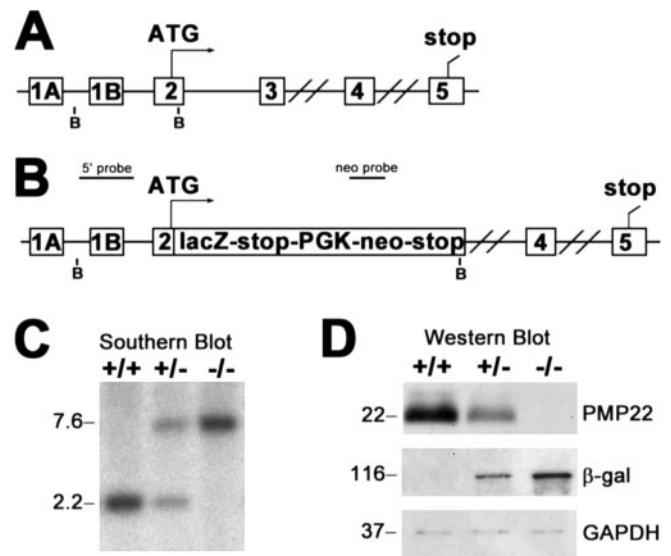 A
ATG
stop
1A 1B 2 3 4 5
B B
5' probe neo probe
B
ATG
stop
1A 1B 2 lacZ-stop-PGK-neo-stop 4 5
B B
C
Southern Blot
+/+ +/- -/-
7.6–
2.2–
D
Western Blot
+/+ +/- -/-
22– PMP22
116– β-gal
37– GAPDH